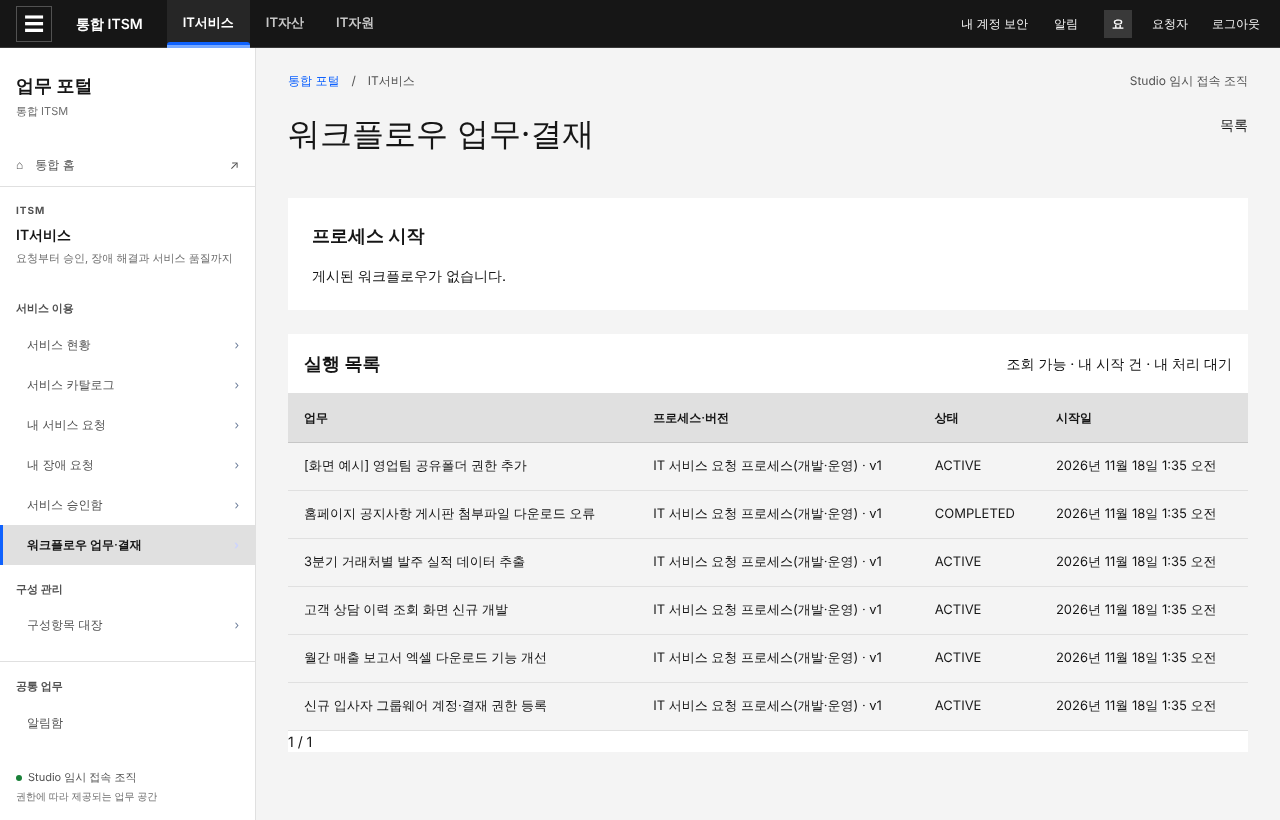 통합 ITSM
IT서비스
IT자산
IT자원
내 계정 보안
알림
요
요청자
로그아웃
업무 포털
통합 ITSM
통합 홈
ITSM
IT서비스
요청부터 승인, 장애 해결과 서비스 품질까지
서비스 이용
서비스 현황
서비스 카탈로그
내 서비스 요청
내 장애 요청
서비스 승인함
워크플로우 업무·결재
구성 관리
구성항목 대장
공통 업무
알림함
Studio 임시 접속 조직
권한에 따라 제공되는 업무 공간
통합 포털 / IT서비스
Studio 임시 접속 조직
워크플로우 업무·결재
목록
프로세스 시작
게시된 워크플로우가 없습니다.
실행 목록
조회 가능 · 내 시작 건 · 내 처리 대기
업무 프로세스·버전 상태 시작일
[화면 예시] 영업팀 공유폴더 권한 추가 IT 서비스 요청 프로세스(개발·운영) · v1 ACTIVE 2026년 11월 18일 1:35 오전
홈페이지 공지사항 게시판 첨부파일 다운로드 오류 IT 서비스 요청 프로세스(개발·운영) · v1 COMPLETED 2026년 11월 18일 1:35 오전
3분기 거래처별 발주 실적 데이터 추출 IT 서비스 요청 프로세스(개발·운영) · v1 ACTIVE 2026년 11월 18일 1:35 오전
고객 상담 이력 조회 화면 신규 개발 IT 서비스 요청 프로세스(개발·운영) · v1 ACTIVE 2026년 11월 18일 1:35 오전
월간 매출 보고서 엑셀 다운로드 기능 개선 IT 서비스 요청 프로세스(개발·운영) · v1 ACTIVE 2026년 11월 18일 1:35 오전
신규 입사자 그룹웨어 계정·결재 권한 등록 IT 서비스 요청 프로세스(개발·운영) · v1 ACTIVE 2026년 11월 18일 1:35 오전
1 / 1